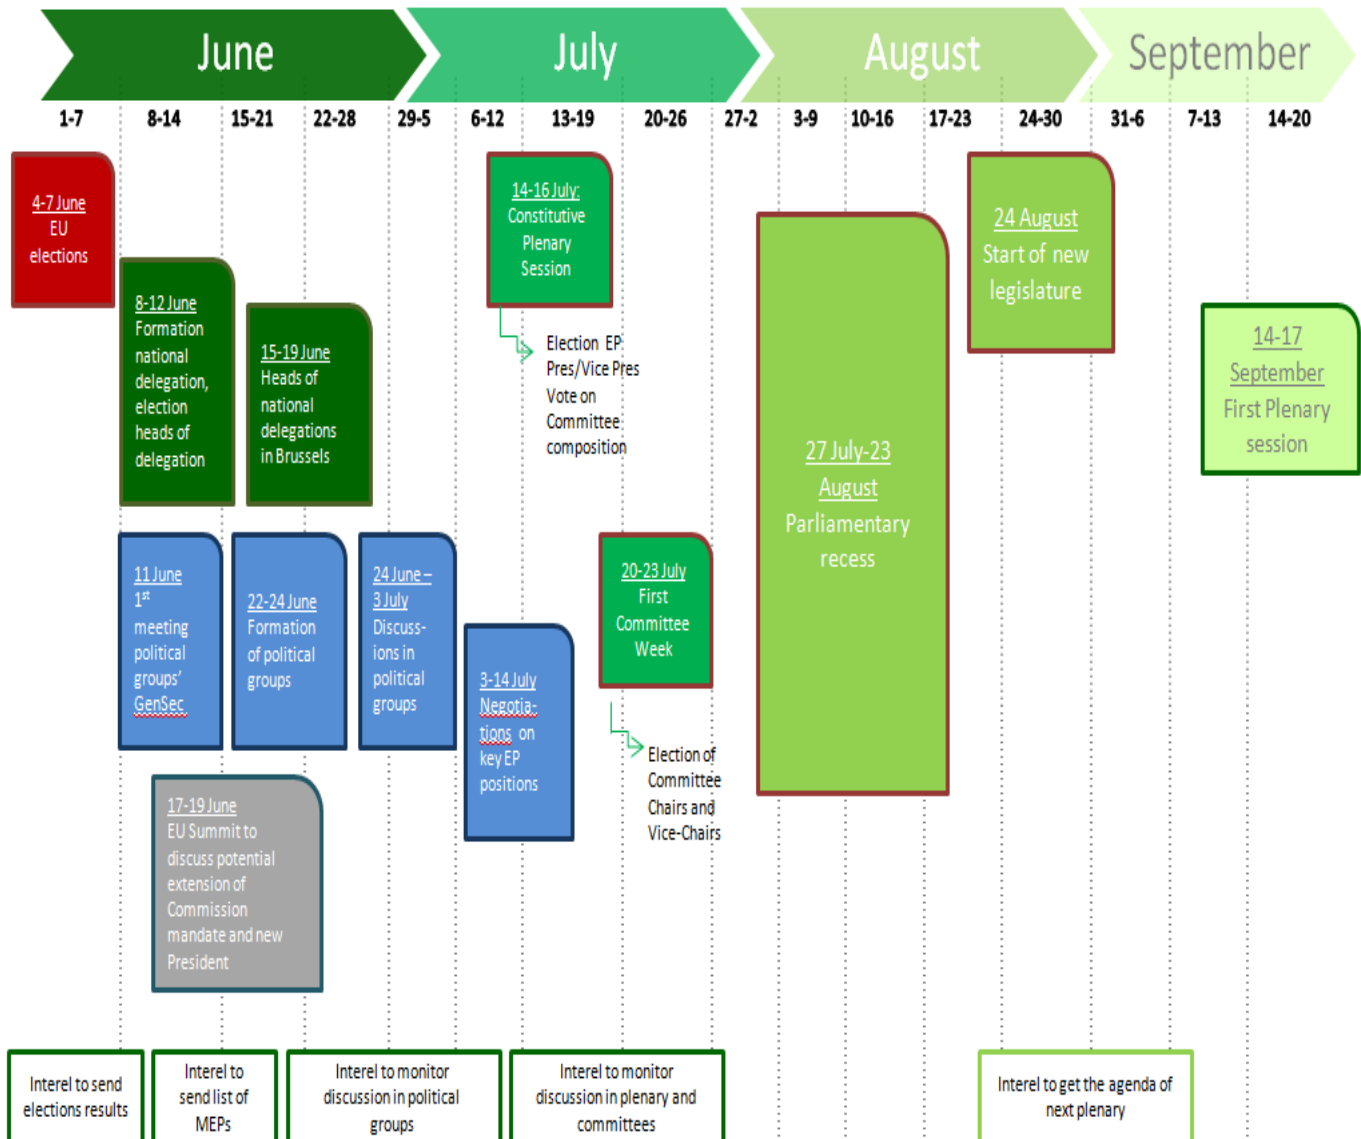 June
July
August
September
1-7
8-14
15-21
22-28
29-5
6-12
13-19
20-26
27-2
3-9
10-16
17-23
24-30
31-6
7-13
14-20
4-7 June
EU
elections
8-12 June
Formation
national
delegation,
election
heads of
delegation
15-19 June
Heads of
national
delegations
in Brussels
14-16 July:
Constitutive
Plenary
Session
Election EP
Pres/Vice Pres
Vote on
Committee
composition
27 July-23
August
Parliamentary
recess
24 August
Start of new
legislature
14-17
September
First Plenary
session
11 June
1st
meeting
political
groups'
GenSec
22-24 June
Formation
of political
groups
24 June –
3 July
Discuss-
ions in
political
groups
3-14 July
Negotia-
tions on
key EP
positions
20-23 July
First
Committee
Week
Election of
Committee
Chairs and
Vice-Chairs
17-19 June
EU Summit to
discuss potential
extension of
Commission
mandate and new
President
Interel to send
elections results
Interel to
send list of
MEPs
Interel to monitor
discussion in political
groups
Interel to monitor
discussion in plenary and
committees
Interel to get the agenda of
next plenary